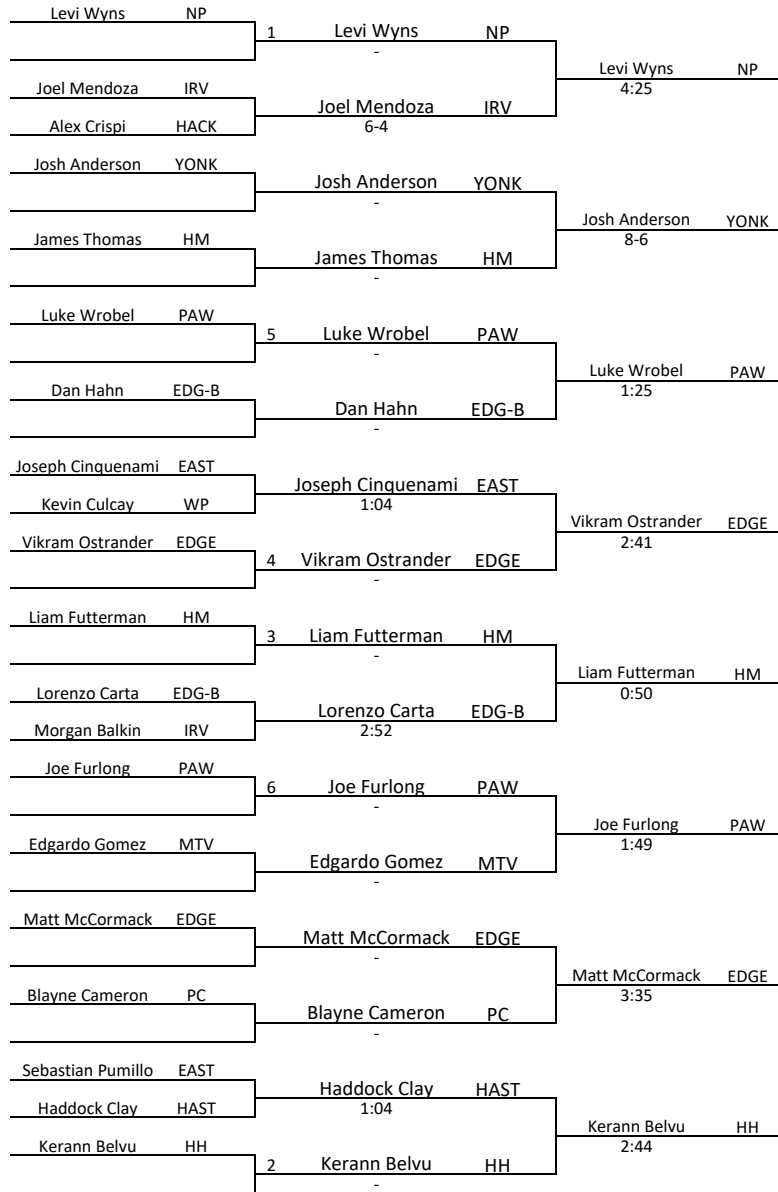 Levi Wyns NP
1 Levi Wyns NP
-
Levi Wyns NP
4:25
Joel Mendoza IRV
Joel Mendoza IRV
6-4
Alex Crispi HACK
Josh Anderson YONK
Josh Anderson YONK
-
Josh Anderson YONK
8-6
James Thomas HM
James Thomas HM
-
Luke Wrobel PAW
5 Luke Wrobel PAW
-
Luke Wrobel PAW
1:25
Dan Hahn EDG-B
Dan Hahn EDG-B
-
Joseph Cinquenami EAST
Joseph Cinquenami EAST
1:04
Kevin Culcay WP
Vikram Ostrander EDGE
2:41
Vikram Ostrander EDGE
4 Vikram Ostrander EDGE
-
Liam Futterman HM
3 Liam Futterman HM
-
Liam Futterman HM
0:50
Lorenzo Carta EDG-B
Lorenzo Carta EDG-B
2:52
Morgan Balkin IRV
Joe Furlong PAW
6 Joe Furlong PAW
-
Joe Furlong PAW
1:49
Edgardo Gomez MTV
Edgardo Gomez MTV
-
Matt McCormack EDGE
Matt McCormack EDGE
-
Matt McCormack EDGE
3:35
Blayne Cameron PC
Blayne Cameron PC
-
Sebastian Pumillo EAST
Haddock Clay HAST
1:04
Haddock Clay HAST
Kerann Belvu HH
2:44
Kerann Belvu HH
2 Kerann Belvu HH
-